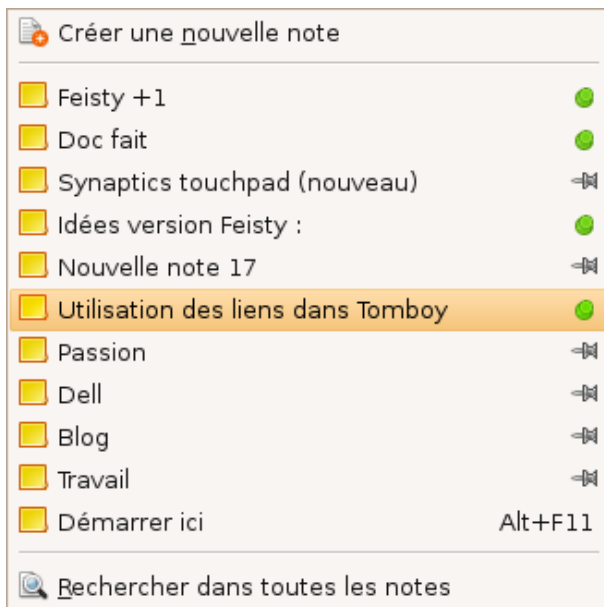 Créer une nouvelle note
Feisty +1
Doc fait
Synaptics touchpad (nouveau)
Idées version Feisty :
Nouvelle note 17
Utilisation des liens dans Tomboy
Passion
Dell
Blog
Travail
Démarrer ici Alt+F11
Rechercher dans toutes les notes